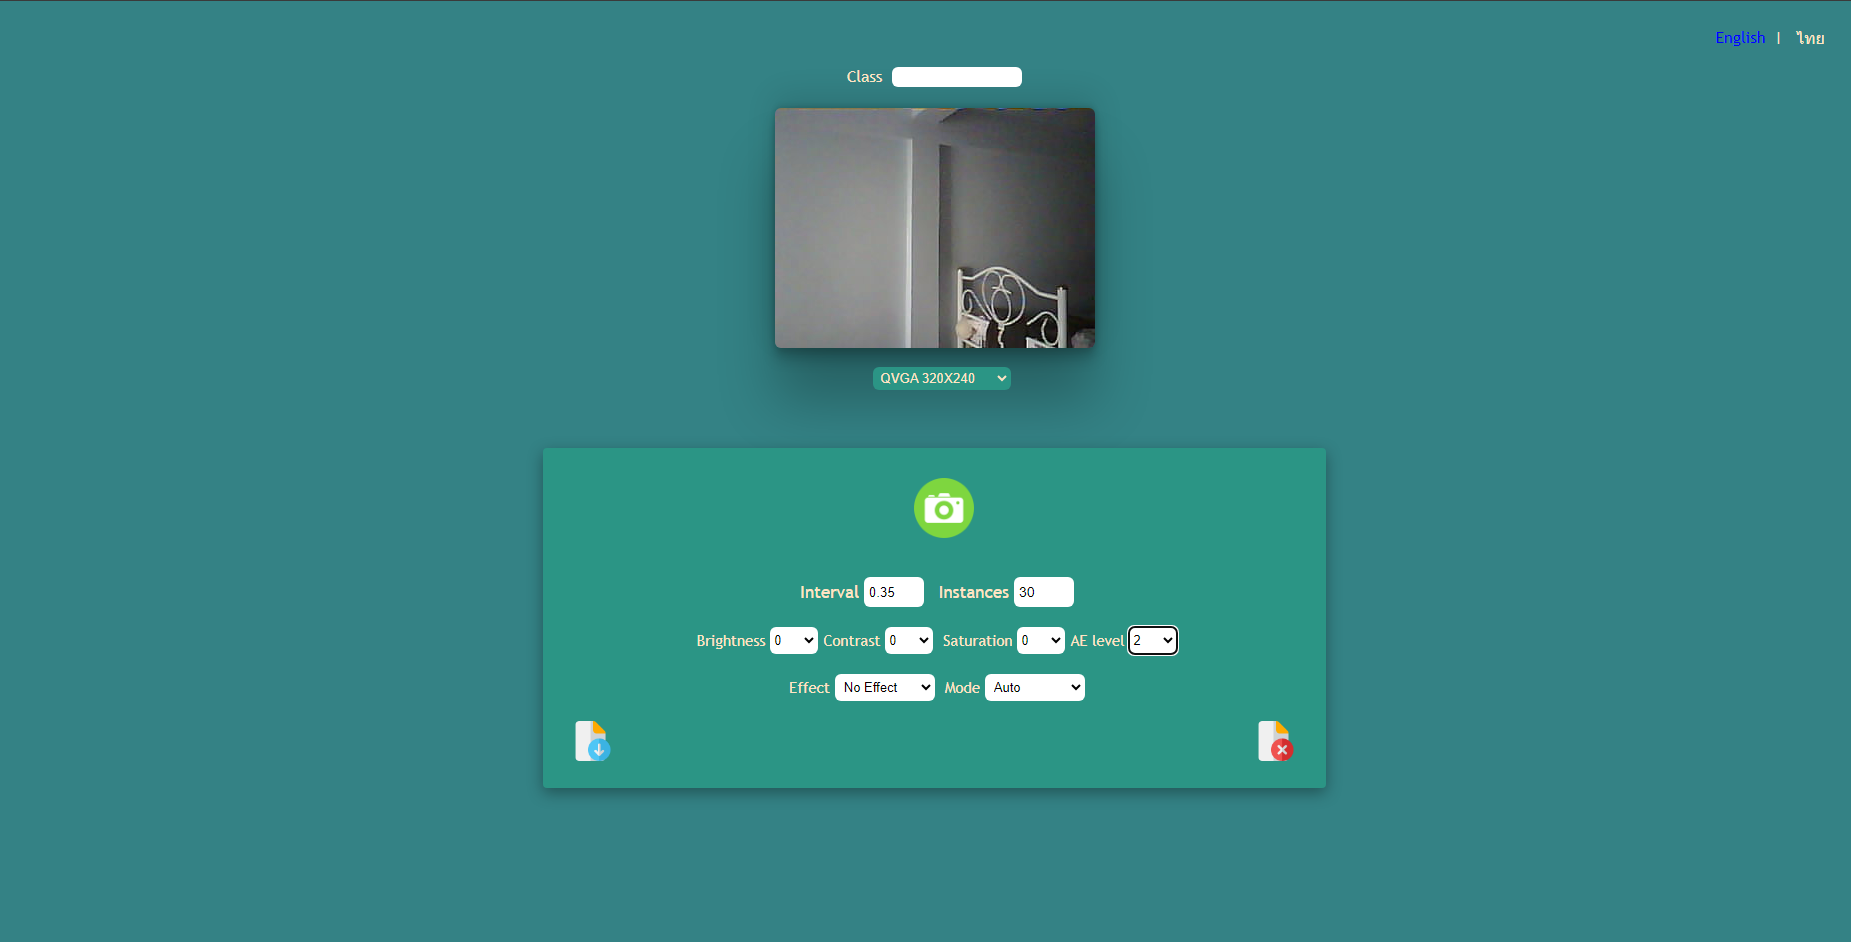 English | ไทย
Class
QVGA 320X240
Interval 0.35 Instances 30
Brightness 0 Contrast 0 Saturation 0 AE level 2
Effect No Effect Mode Auto